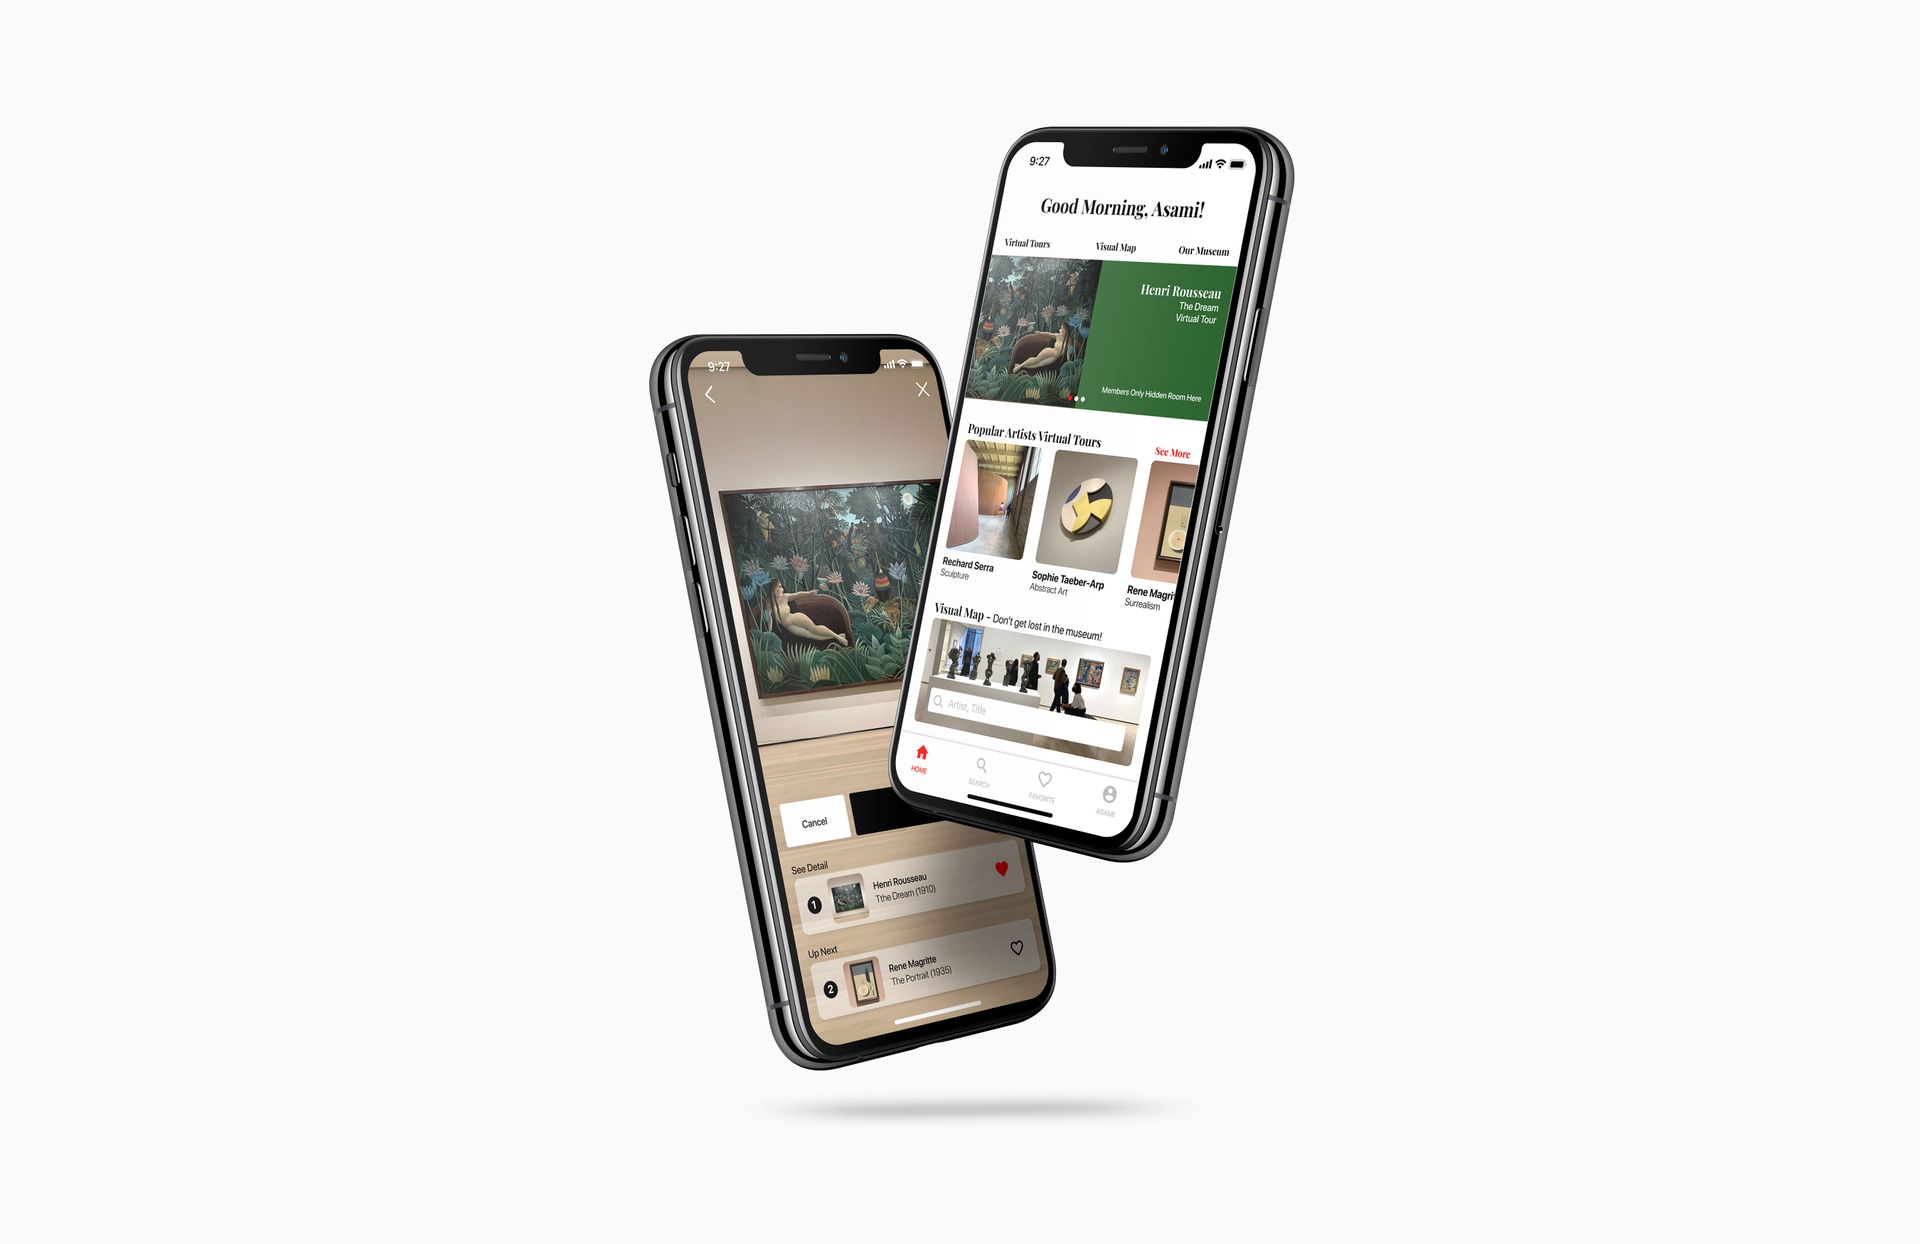 9:27
Good Morning, Asami!
Virtual Tours
Visual Map
Our Museum
Henri Rousseau
The Dream
Virtual Tour
Members Only Hidden Room Here
Popular Artists Virtual Tours
See More
Rechard Serra
Sculpture
Sophie Taeber-Arp
Abstract Art
Rene Magri
Surrealism
Visual Map - Don't get lost in the museum!
Artist, Title
HOME
SEARCH
FAVORITE
ASAMI
9:27
Cancel
See Detail
1
Henri Rousseau
Tthe Dream (1910)
Up Next
2
Rene Magritte
The Portrait (1935)